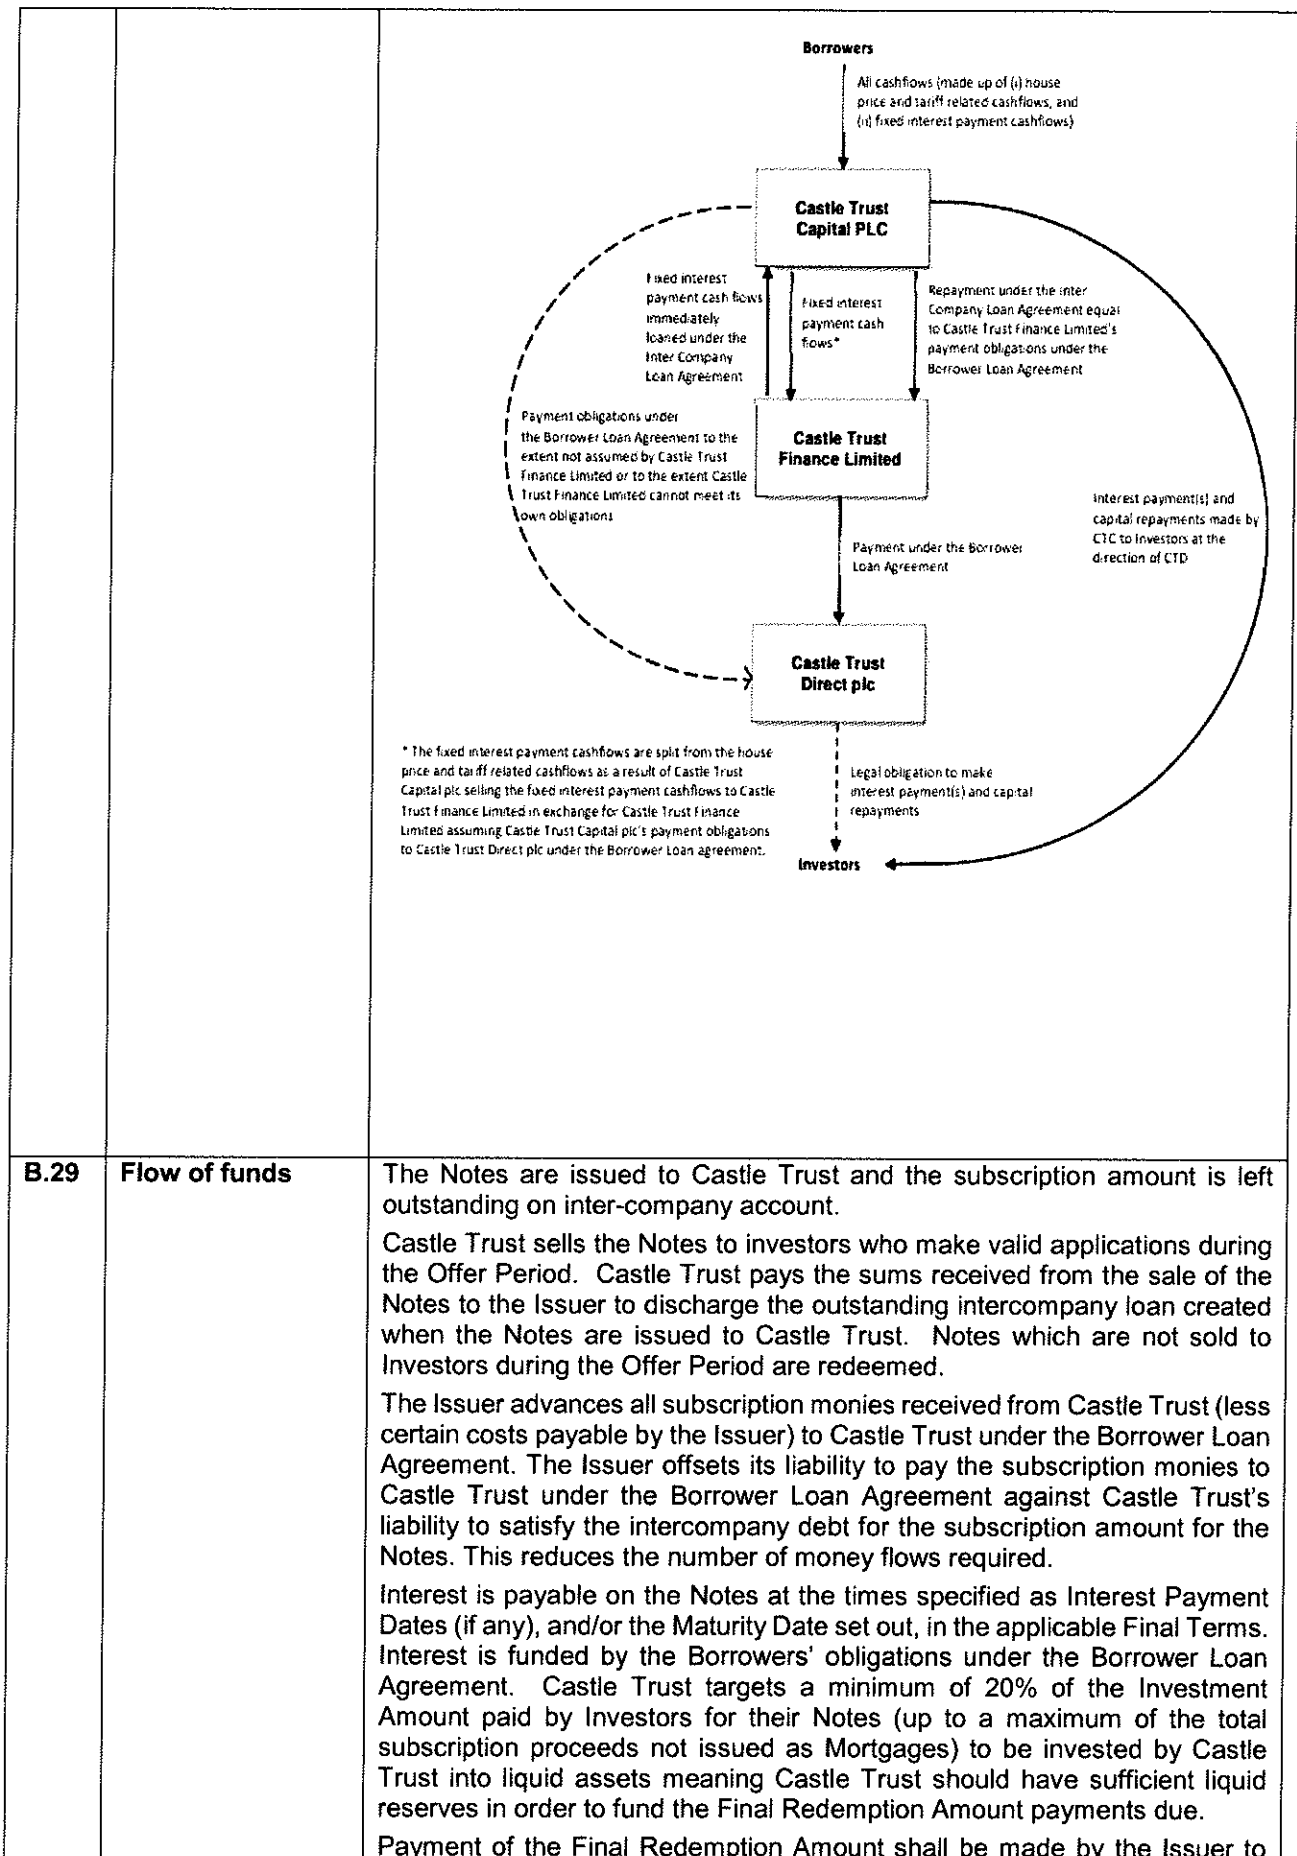 Borrowers
All cashflows (made up of (i) house
price and tariff related cashflows, and
(ii) fixed interest payment cashflows)
Castle Trust
Capital PLC
Fixed interest
payment cash flows
immediately
loaned under the
Inter Company
Loan Agreement
Fixed interest
payment cash
flows*
Repayment under the Inter
Company Loan Agreement equal
to Castle Trust Finance Limited's
payment obligations under the
Borrower Loan Agreement
Payment obligations under
the Borrower Loan Agreement to the
extent not assumed by Castle Trust
Finance Limited or to the extent Castle
Trust Finance Limited cannot meet its
own obligations
Castle Trust
Finance Limited
Interest payment(s) and
capital repayments made by
CTC to Investors at the
direction of CTD
Payment under the Borrower
Loan Agreement
Castle Trust
Direct plc
* The fixed interest payment cashflows are split from the house
price and tariff related cashflows as a result of Castle Trust
Capital plc selling the fixed interest payment cashflows to Castle
Trust Finance Limited in exchange for Castle Trust Finance
Limited assuming Castle Trust Capital plc's payment obligations
to Castle Trust Direct plc under the Borrower Loan agreement.
Legal obligation to make
interest payment(s) and capital
repayments
Investors
B.29 Flow of funds
The Notes are issued to Castle Trust and the subscription amount is left
outstanding on inter-company account.
Castle Trust sells the Notes to investors who make valid applications during
the Offer Period. Castle Trust pays the sums received from the sale of the
Notes to the Issuer to discharge the outstanding intercompany loan created
when the Notes are issued to Castle Trust. Notes which are not sold to
Investors during the Offer Period are redeemed.
The Issuer advances all subscription monies received from Castle Trust (less
certain costs payable by the Issuer) to Castle Trust under the Borrower Loan
Agreement. The Issuer offsets its liability to pay the subscription monies to
Castle Trust under the Borrower Loan Agreement against Castle Trust's
liability to satisfy the intercompany debt for the subscription amount for the
Notes. This reduces the number of money flows required.
Interest is payable on the Notes at the times specified as Interest Payment
Dates (if any), and/or the Maturity Date set out, in the applicable Final Terms.
Interest is funded by the Borrowers' obligations under the Borrower Loan
Agreement. Castle Trust targets a minimum of 20% of the Investment
Amount paid by Investors for their Notes (up to a maximum of the total
subscription proceeds not issued as Mortgages) to be invested by Castle
Trust into liquid assets meaning Castle Trust should have sufficient liquid
reserves in order to fund the Final Redemption Amount payments due.
Payment of the Final Redemption Amount shall be made by the Issuer to